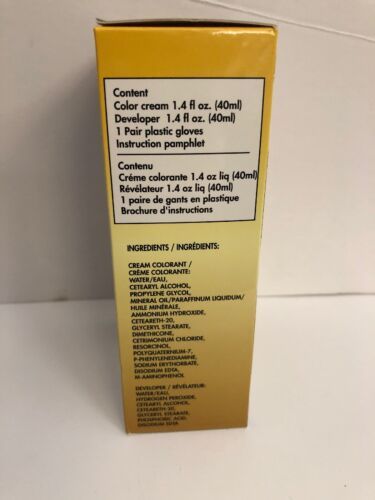 Content
Color cream 1.4 fl oz. (40ml)
Developer 1.4 fl oz. (40ml)
1 Pair plastic gloves
Instruction pamphlet
Contenu
Créme colorante 1.4 oz liq (40ml)
Révélateur 1.4 oz liq (40ml)
1 paire de gants en plastique
Brochure d'instructions
INGREDIENTS / INGRÉDIENTS:
CREAM COLORANT /
CRÈME COLORANTE:
WATER/EAU,
CETEARYL ALCOHOL,
PROPYLENE GLYCOL,
MINERAL OIL/PARAFFINUM LIQUIDUM/
HUILE MINÉRALE,
AMMONIUM HYDROXIDE,
CETEARETH-20,
GLYCERYL STEARATE,
DIMETHICONE,
CETRIMONIUM CHLORIDE,
RESORCINOL,
POLYQUATERNIUM-7,
P-PHENYLENEDIAMINE,
SODIUM ERYTHORBATE,
DISODIUM EDTA,
M-AMINOPHENOL
DEVELOPER / RÉVÉLATEUR:
WATER/EAU,
HYDROGEN PEROXIDE,
CETEARYL ALCOHOL,
CETEARETH-20,
GLYCERYL STEARATE,
PHOSPHORIC ACID,
DISODIUM EDTA